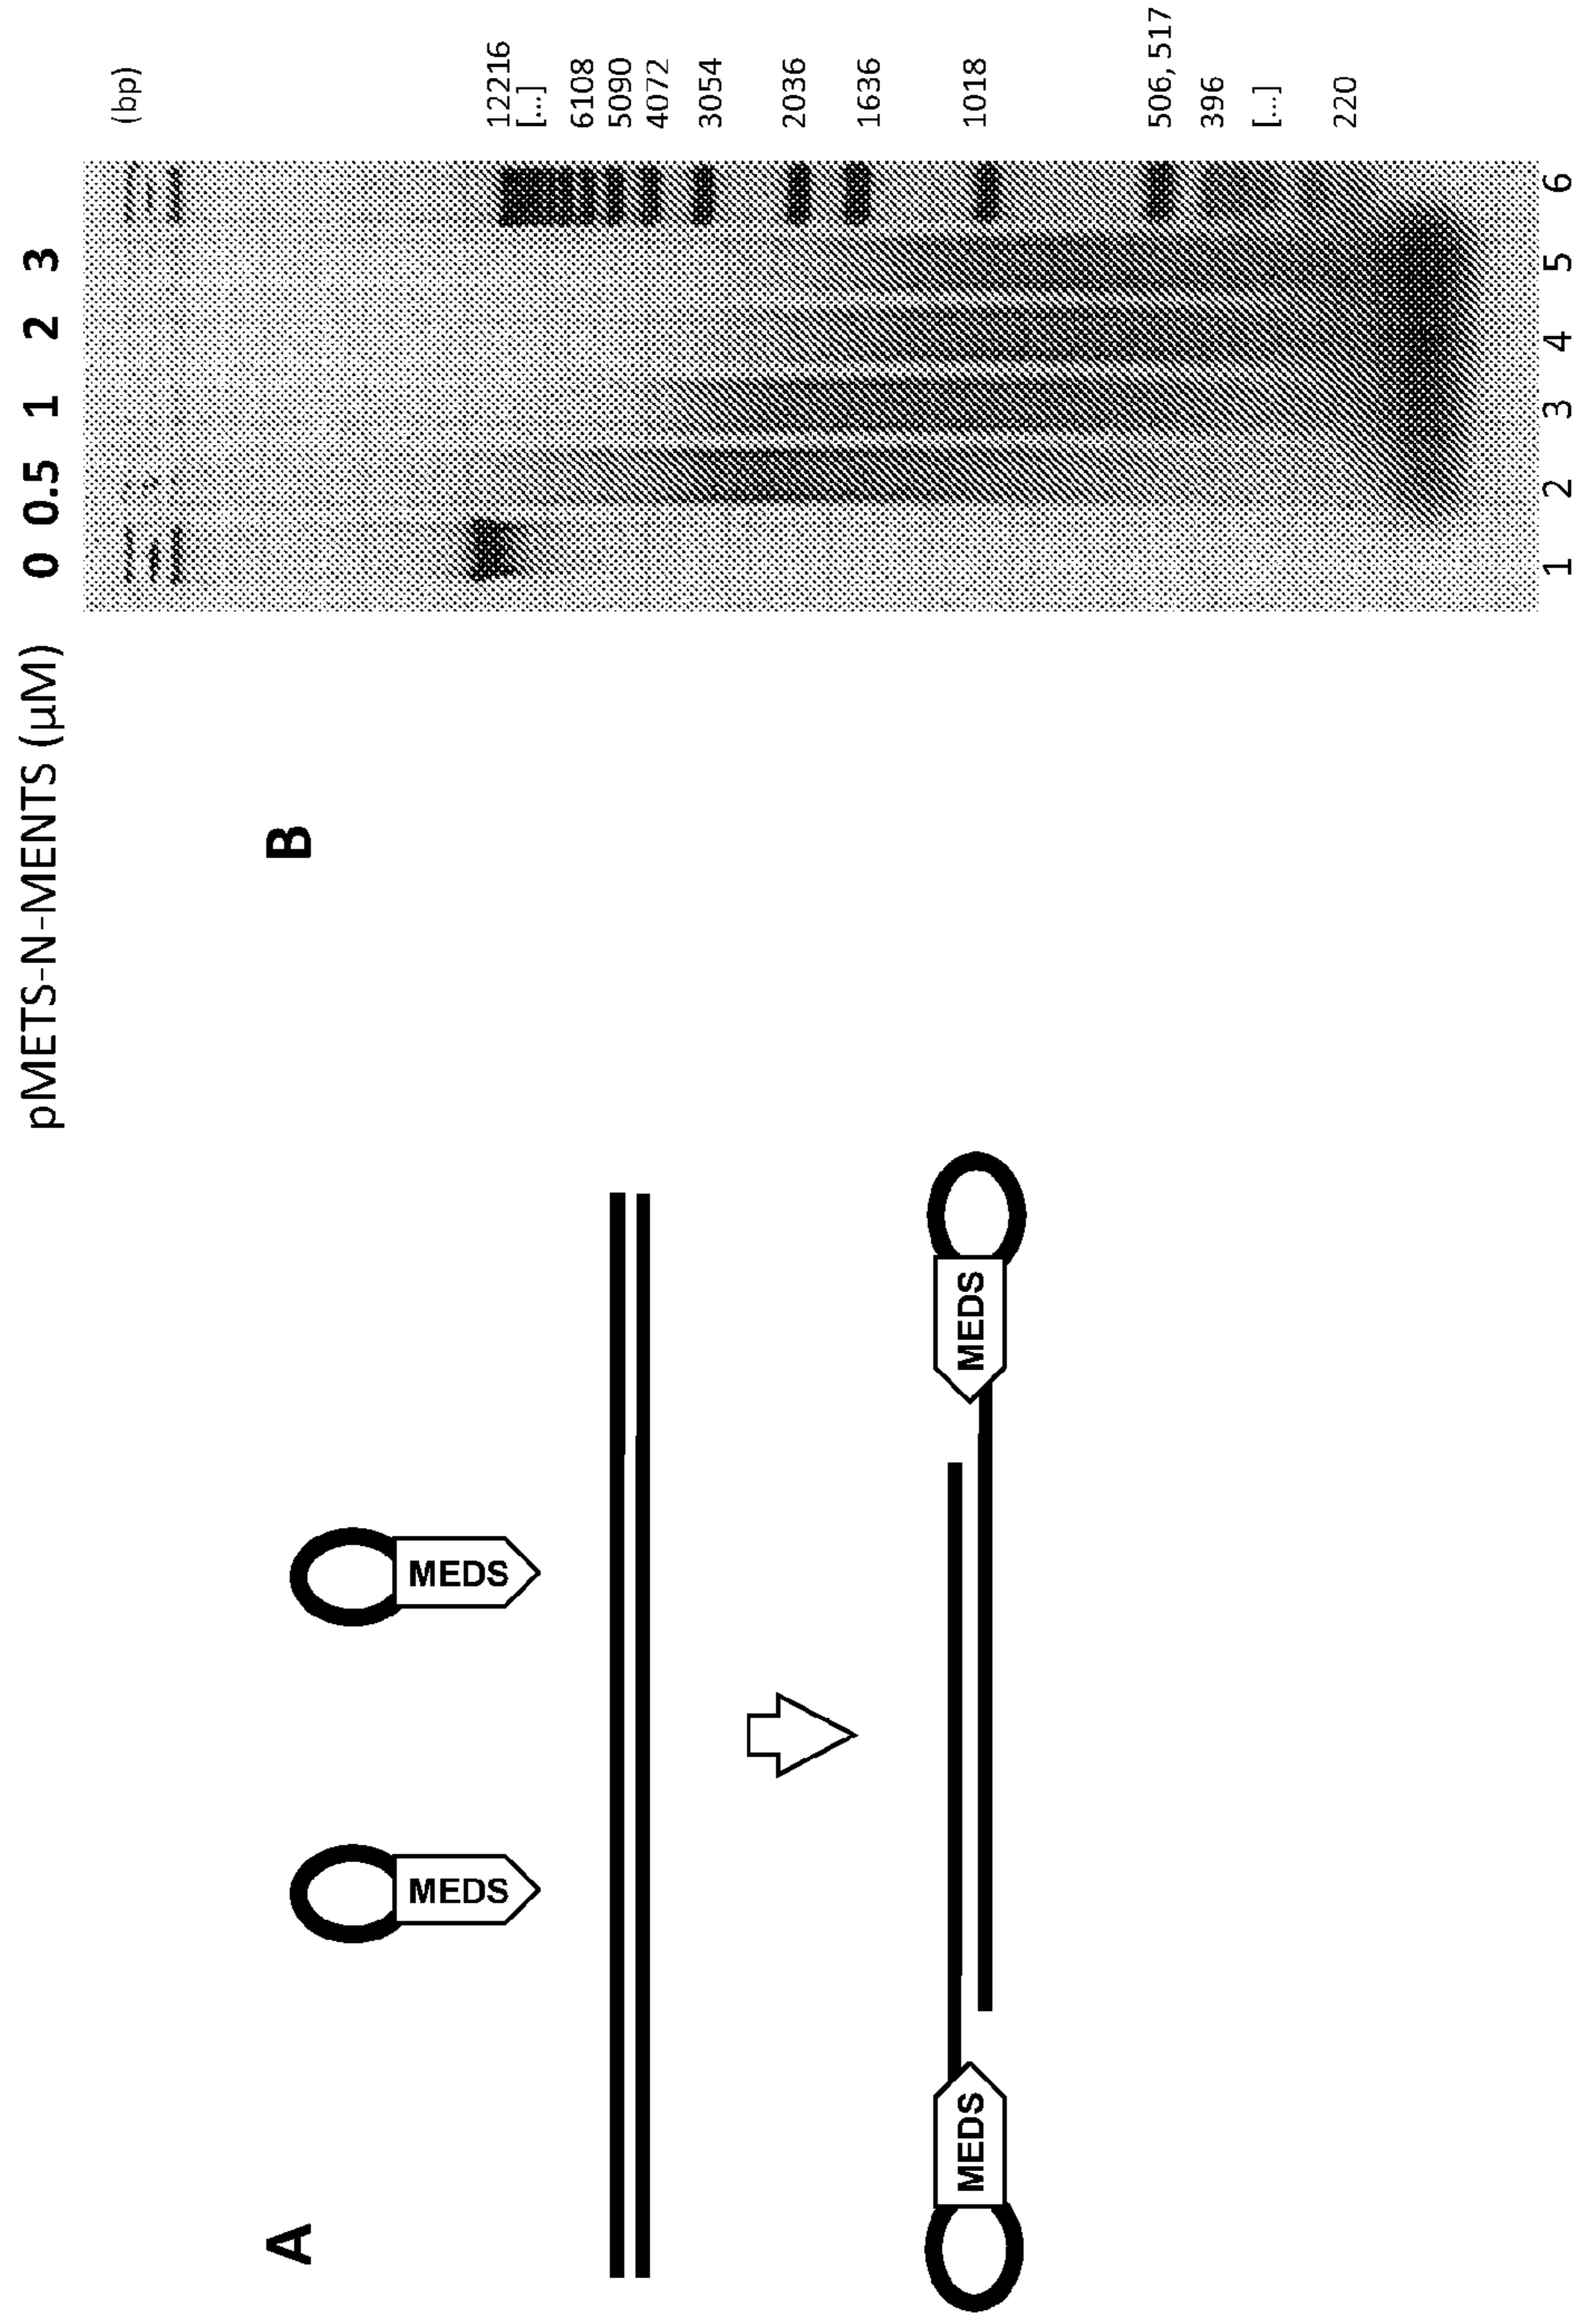 A
MEDS
MEDS
MEDS
MEDS
B
pMETS-N-MENTS (μM) 0 0.5 1 2 3
(bp)
12216
[...]
6108
5090
4072
3054
2036
1636
1018
506, 517
396
[...]
220
1 2 3 4 5 6